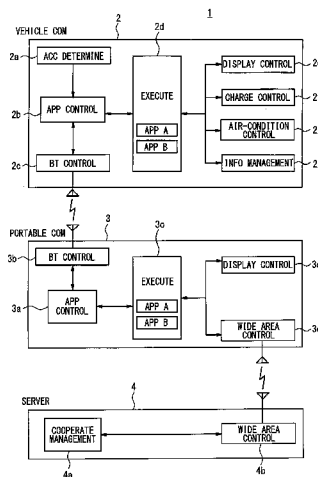 1
VEHICLE COM
2
2d
2a
ACC DETERMINE
EXECUTE
DISPLAY CONTROL
APP CONTROL
2b
CHARGE CONTROL
APP A
APP B
AIR-CONDITION CONTROL
2c
BT CONTROL
INFO MANAGEMENT
PORTABLE COM
3
3c
3b
BT CONTROL
EXECUTE
DISPLAY CONTROL
3a
APP CONTROL
APP A
APP B
WIDE AREA CONTROL
SERVER
4
COOPERATE MANAGEMENT
WIDE AREA CONTROL
4a
4b